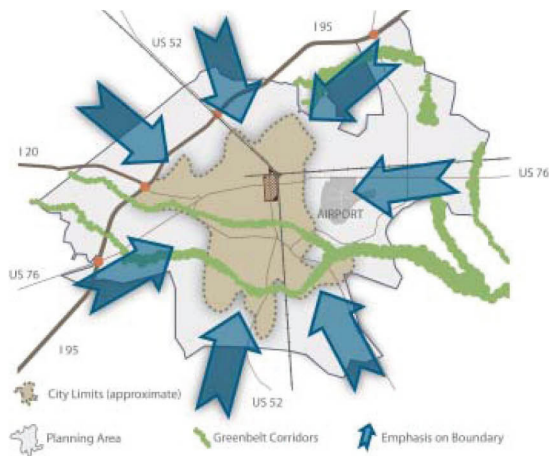 I 95
US 52
I 95
I 20
US 76
AIRPORT
US 76
I 95
US 52
City Limits (approximate)
Planning Area
Greenbelt Corridors
Emphasis on Boundary